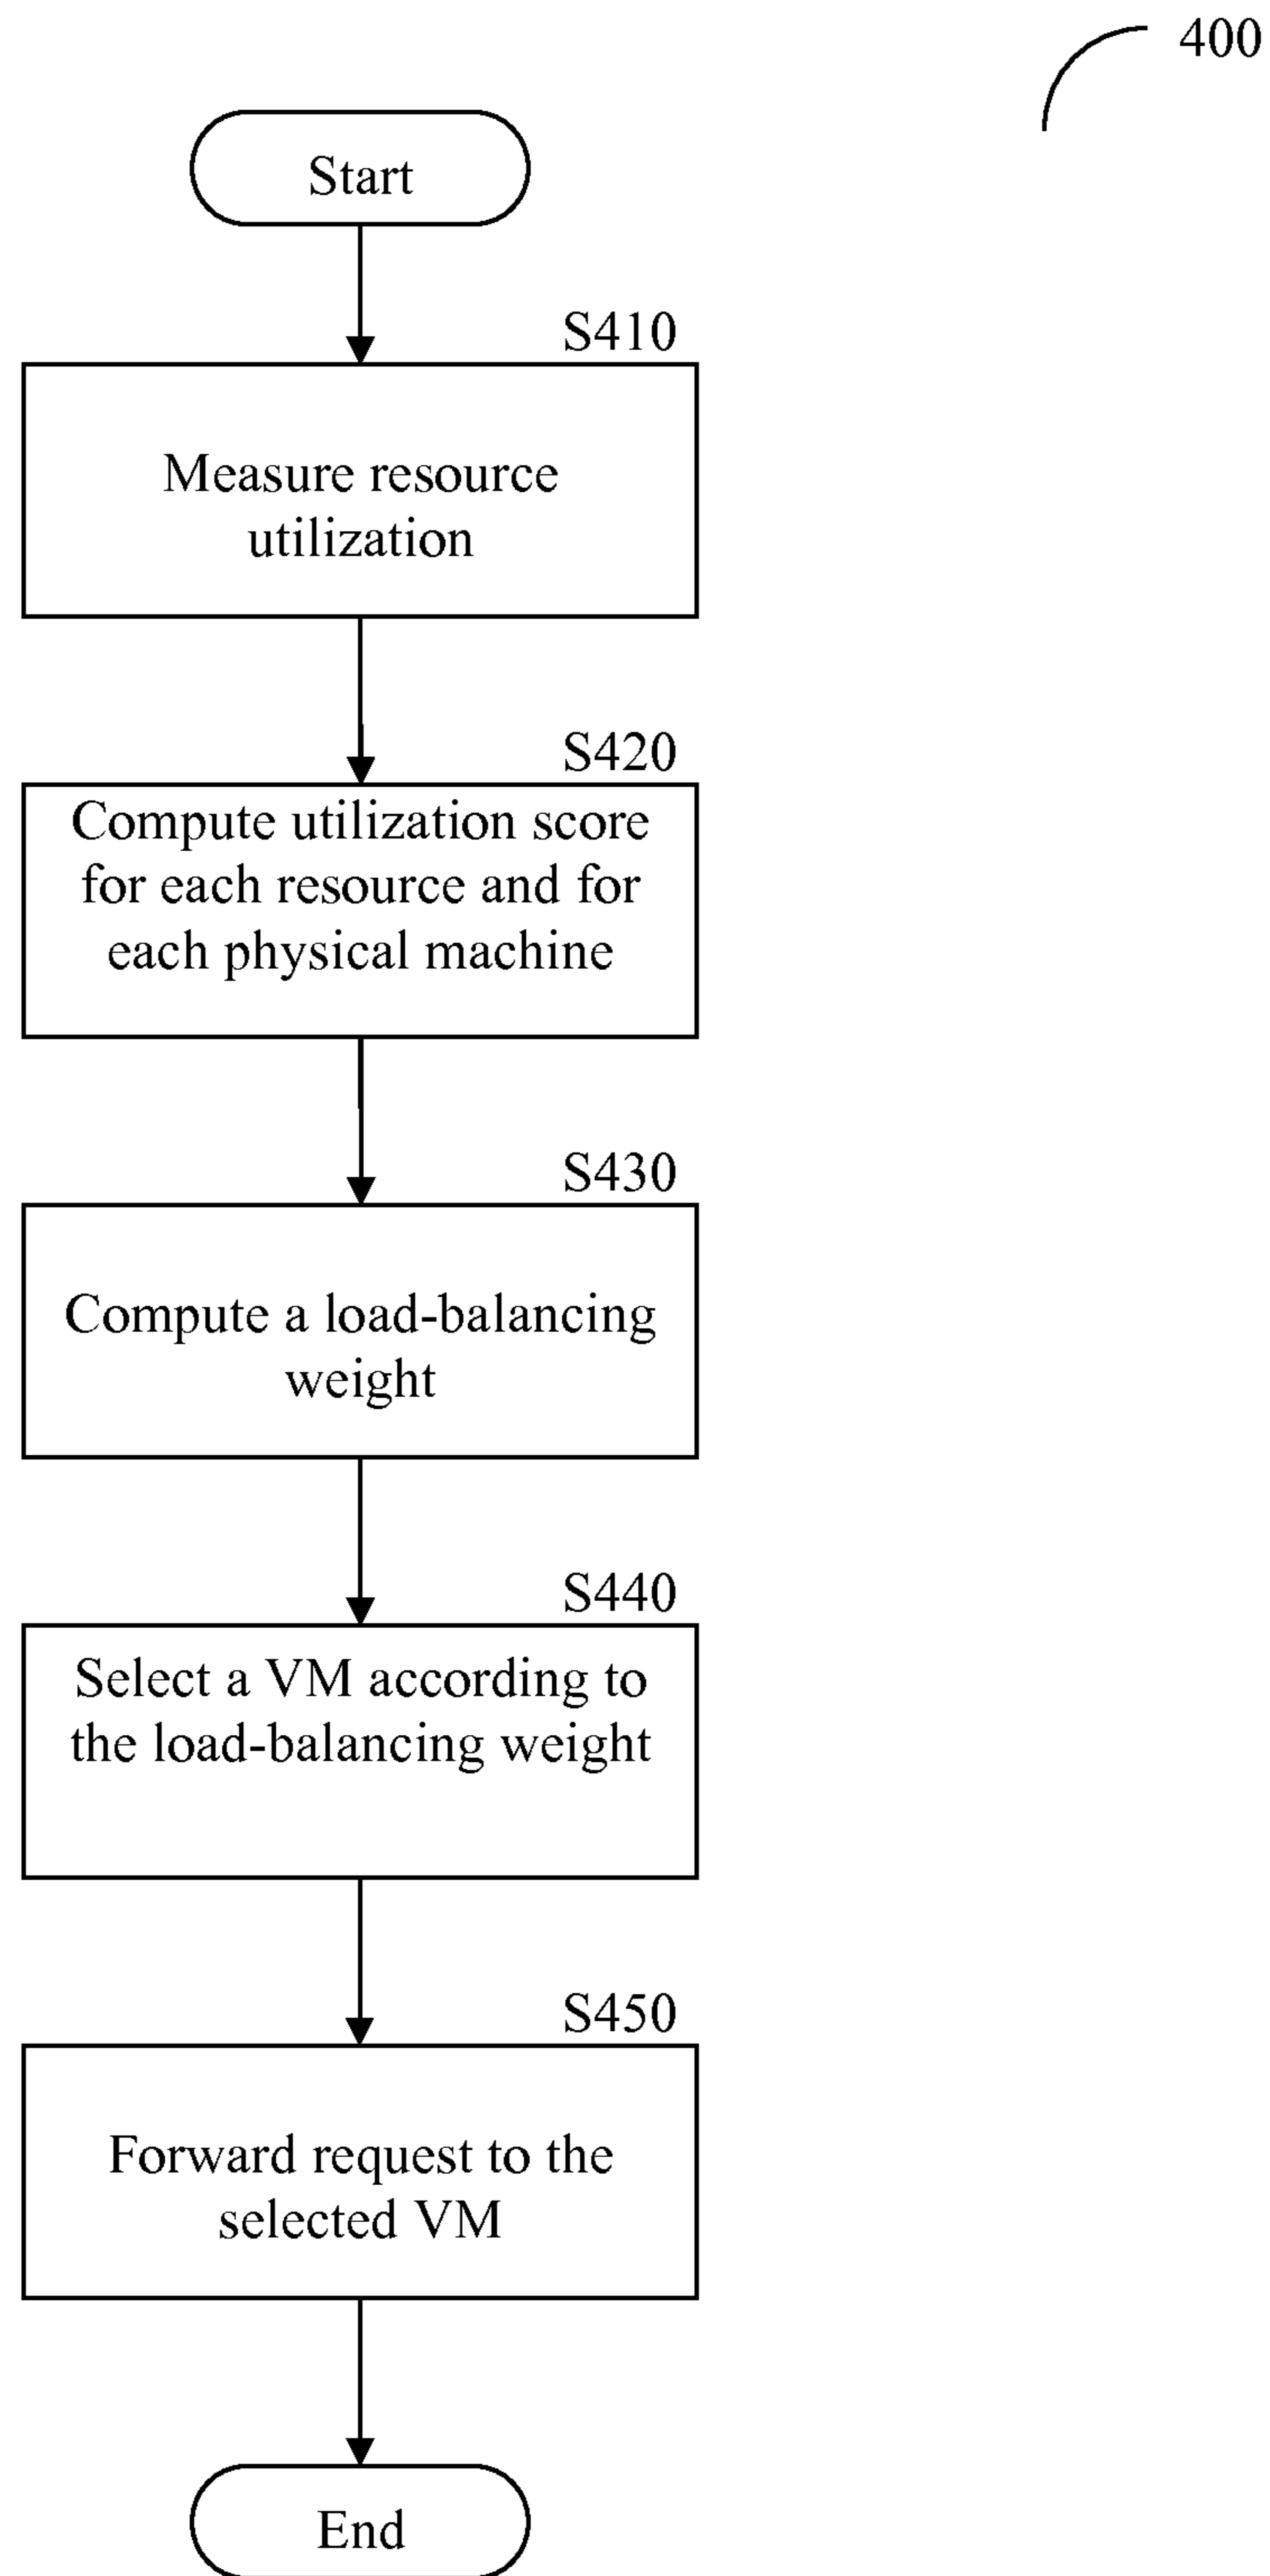 400
Start
S410
Measure resource
utilization
S420
Compute utilization score
for each resource and for
each physical machine
S430
Compute a load-balancing
weight
S440
Select a VM according to
the load-balancing weight
S450
Forward request to the
selected VM
End